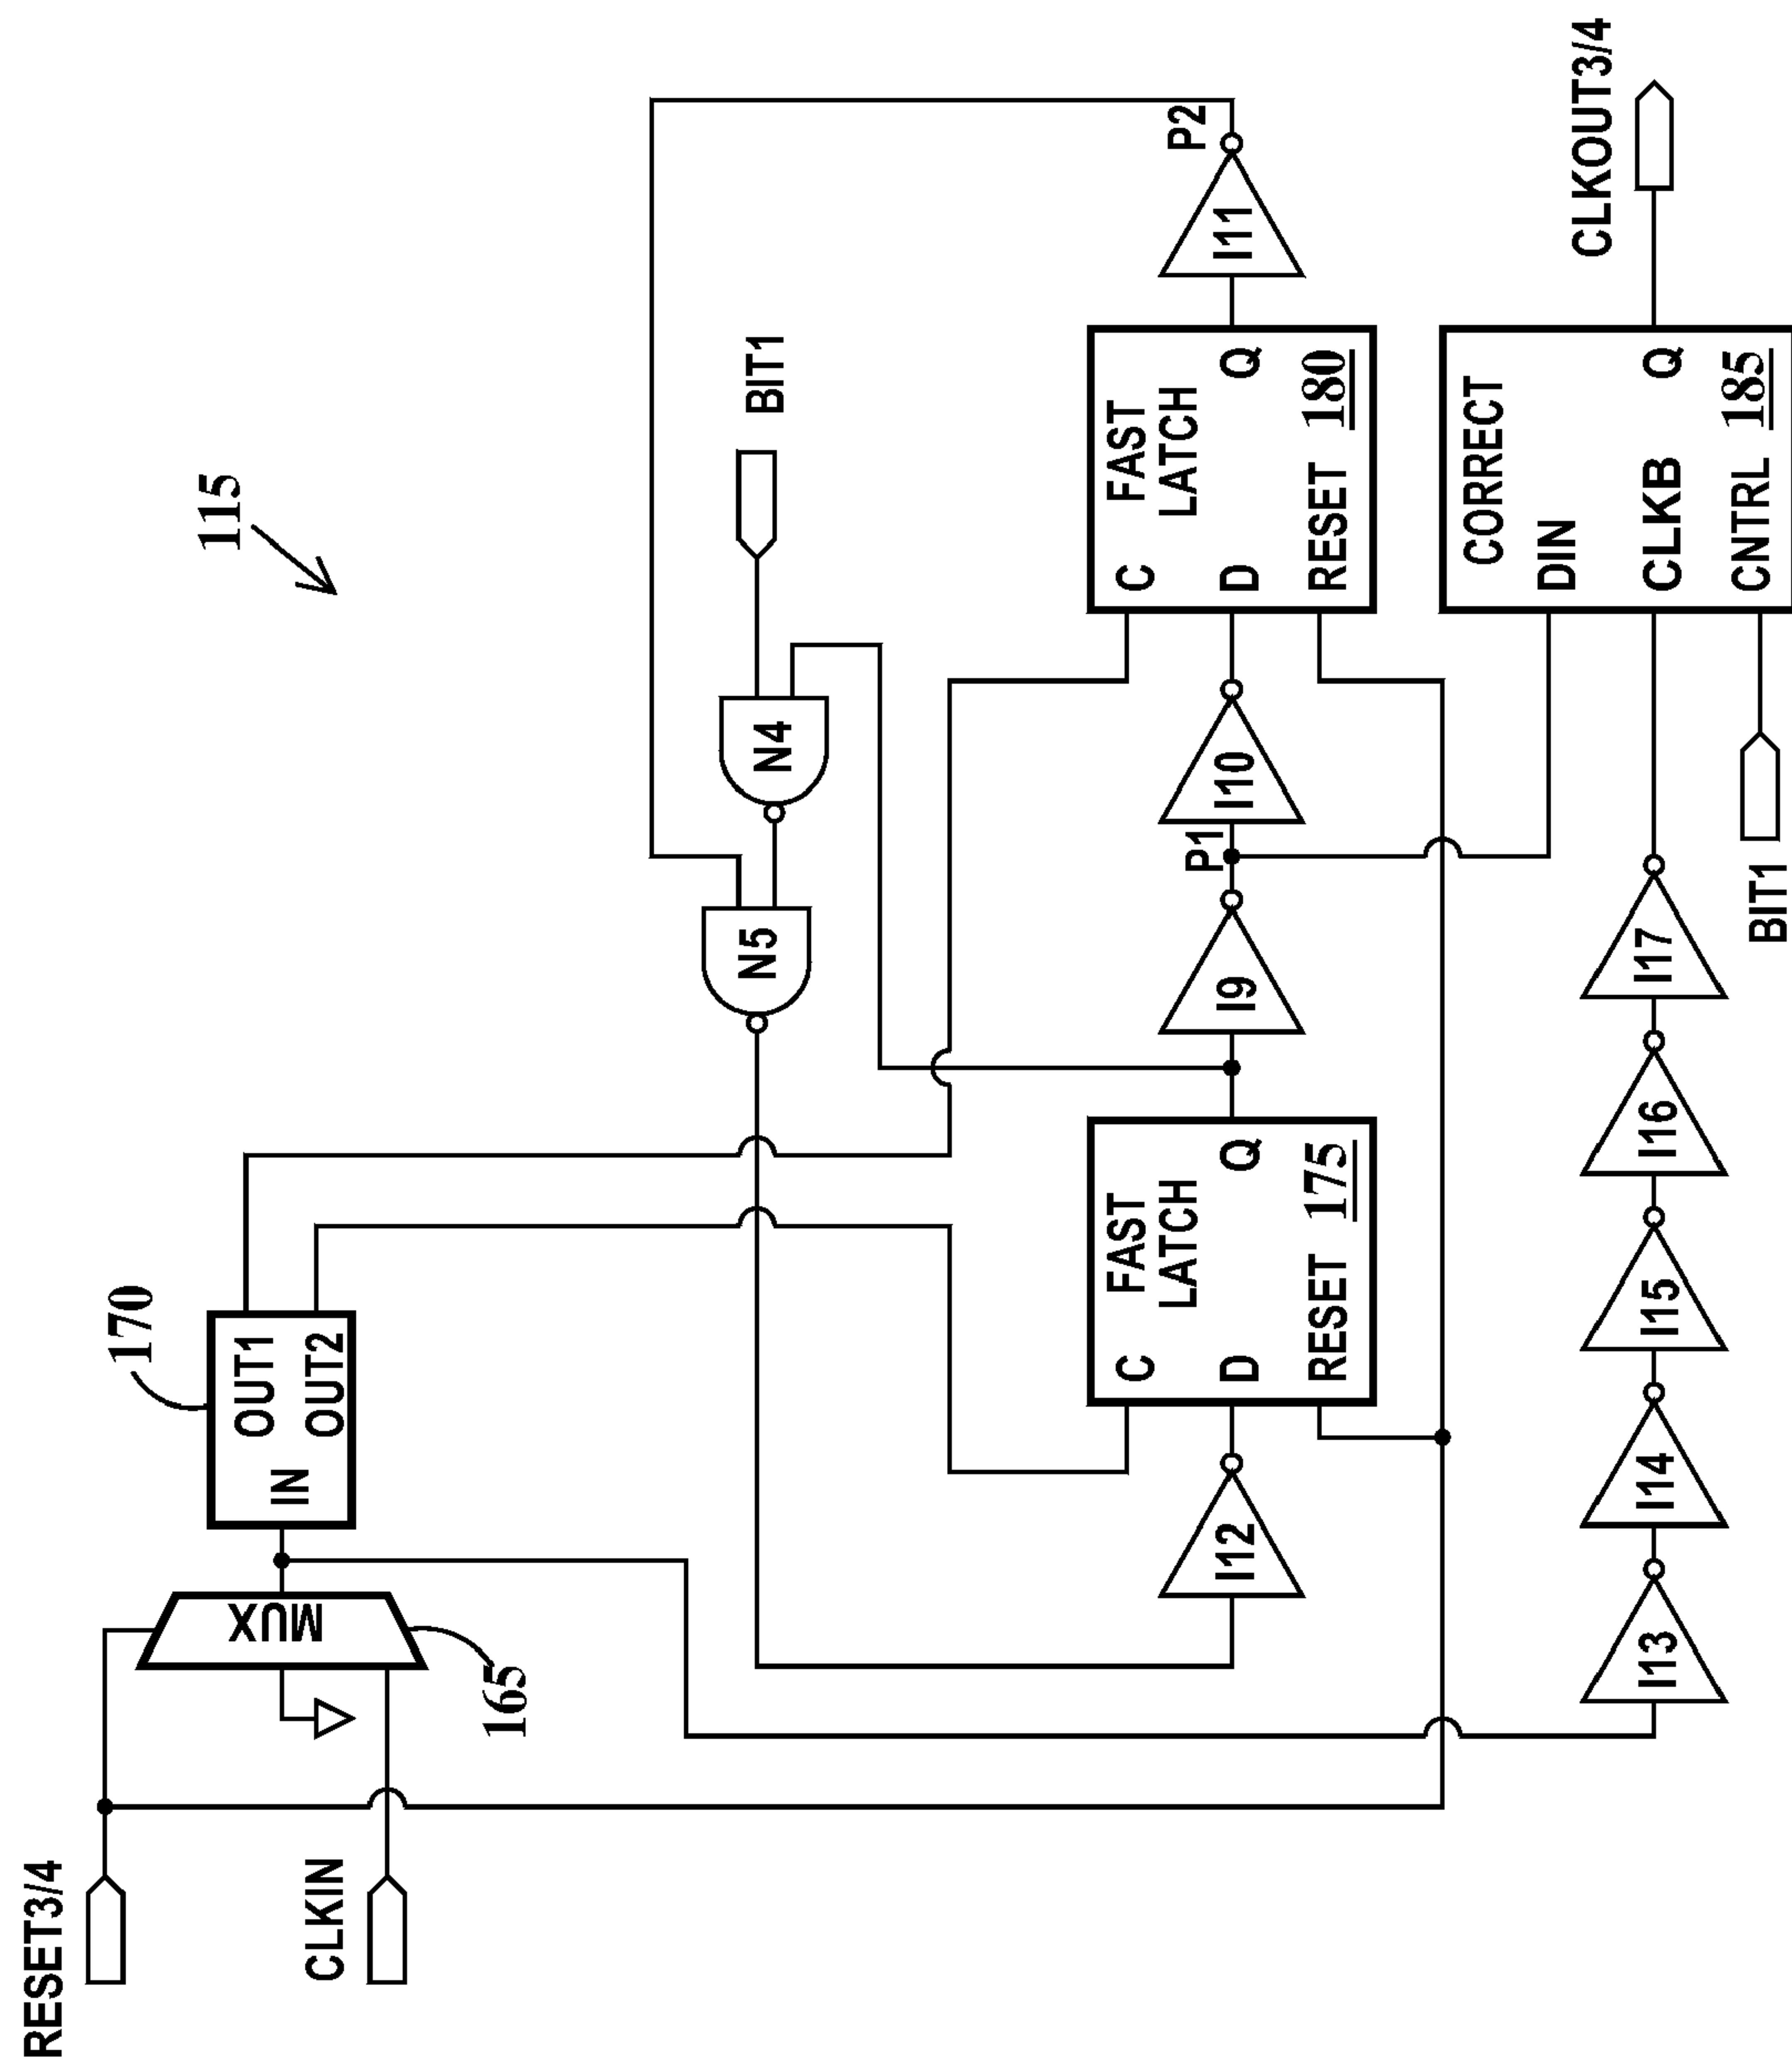 RESET3/4
CLKIN
MUX
165
170
IN
OUT1
OUT2
115
BIT1
N4
N5
I12
C
D
RESET
FAST
LATCH
Q
175
I9
P1
I10
C
D
RESET
FAST
LATCH
Q
180
I11
P2
I13
I14
I15
I16
I17
BIT1
CORRECT
DIN
CLKB
CNTRL
Q
185
CLKOUT3/4